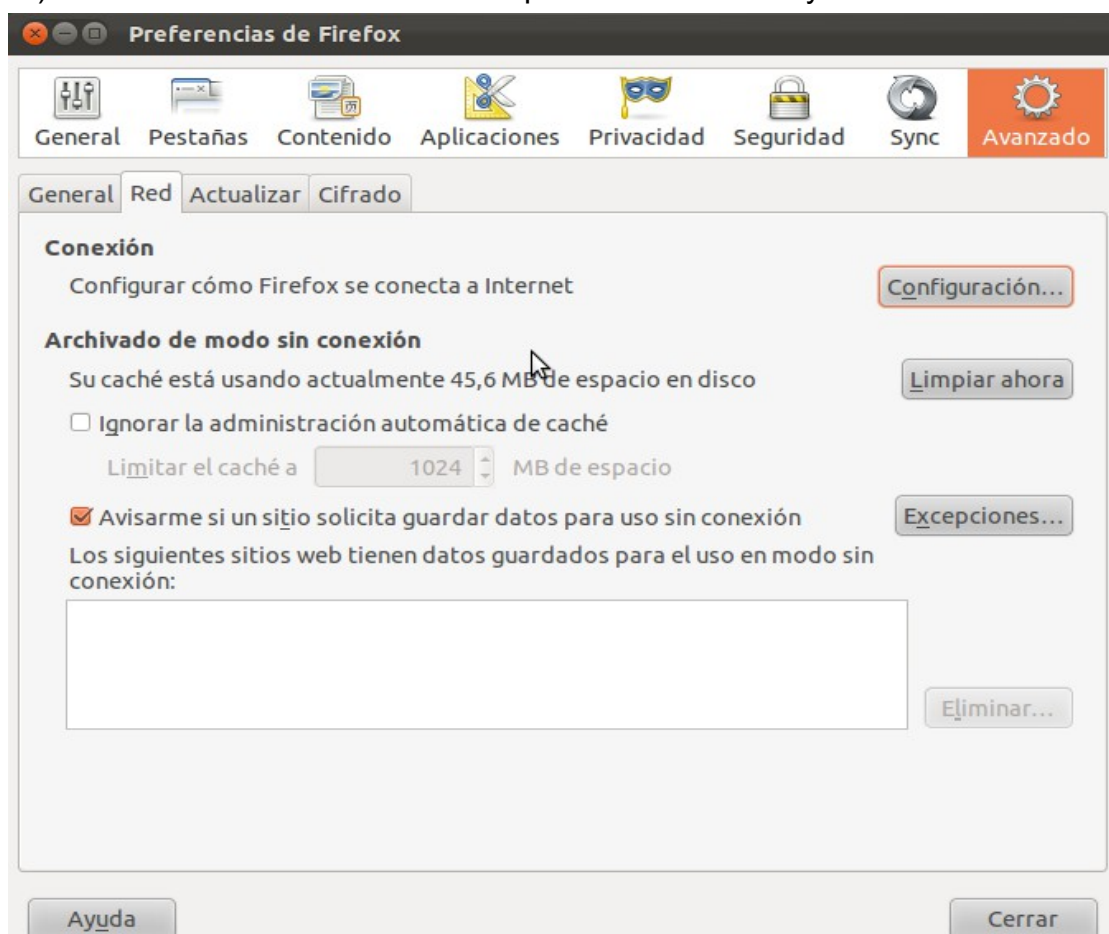 Preferencias de Firefox
General Pestañas Contenido Aplicaciones Privacidad Seguridad Sync Avanzado
General Red Actualizar Cifrado
Conexión
Configurar cómo Firefox se conecta a Internet Configuración...
Archivado de modo sin conexión
Su caché está usando actualmente 45,6 MB de espacio en disco Limpiar ahora
Ignorar la administración automática de caché
Limitar el caché a 1024 MB de espacio
Avisarme si un sitio solicita guardar datos para uso sin conexión Excepciones...
Los siguientes sitios web tienen datos guardados para el uso en modo sin
conexión:
Eliminar...
Ayuda Cerrar